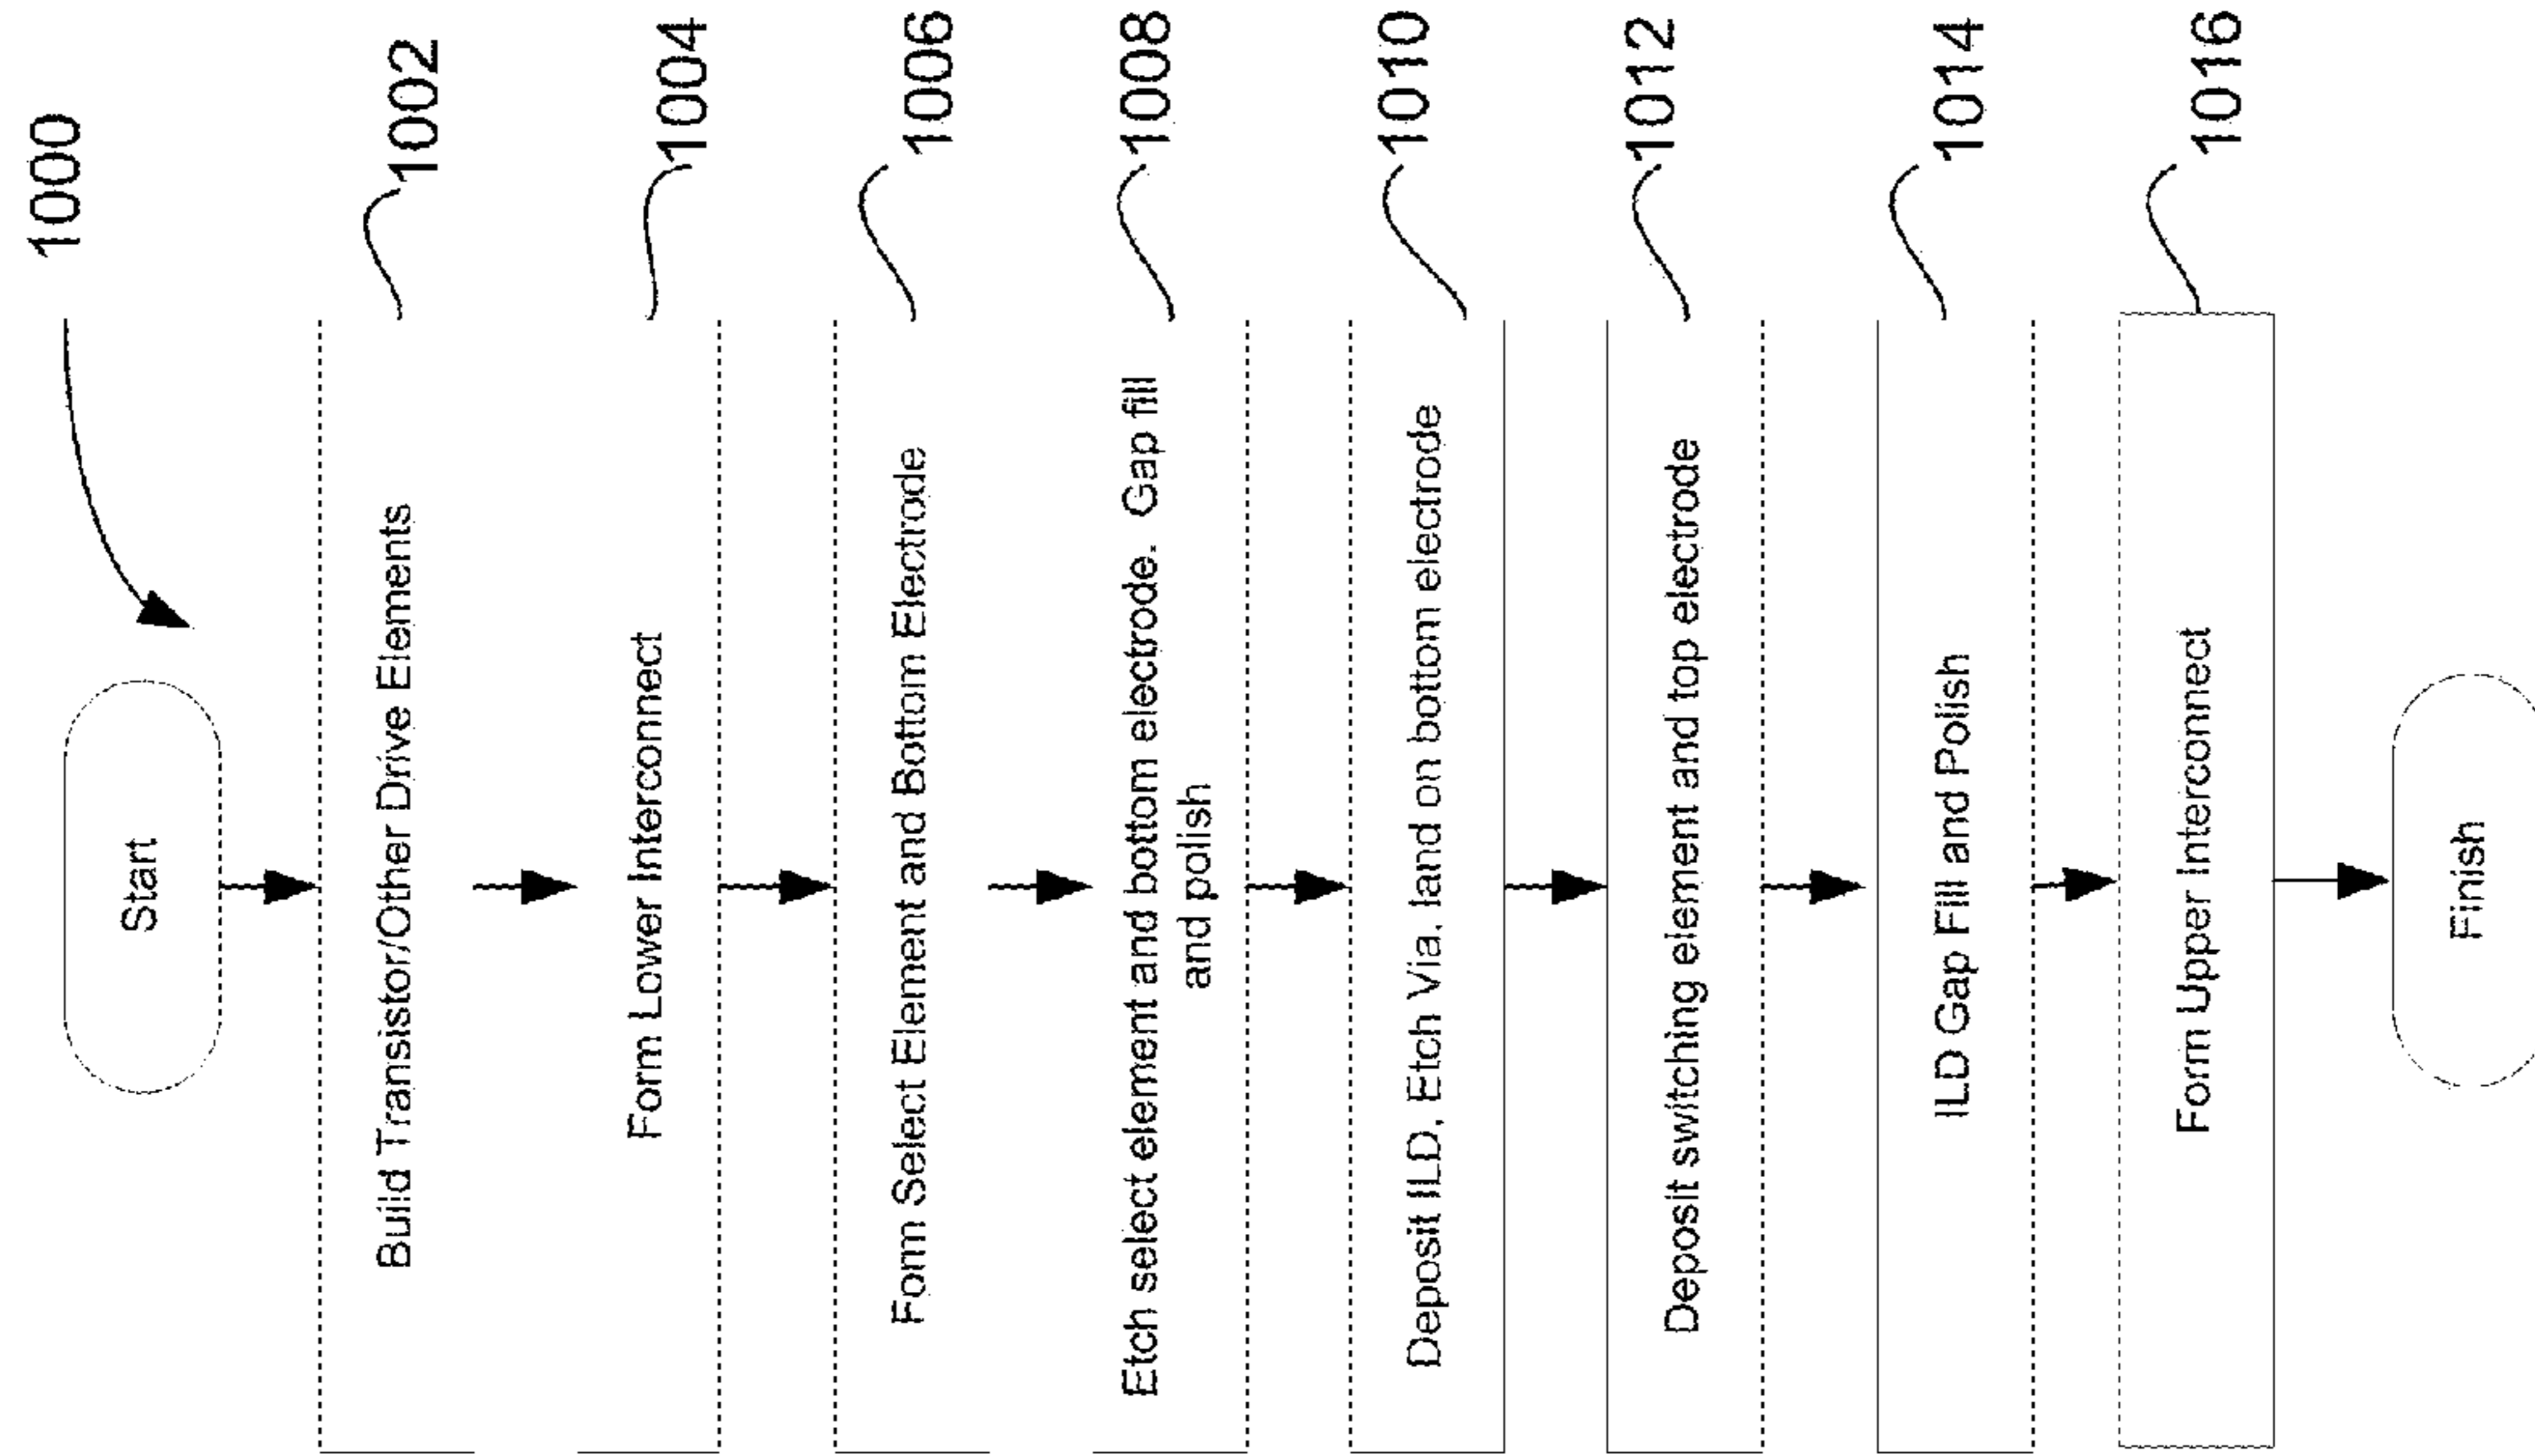 1000
Start
Build Transistor/Other Drive Elements
1002
Form Lower Interconnect
1004
Form Select Element and Bottom Electrode
1006
Etch select element and bottom electrode. Gap fill
and polish
1008
Deposit ILD, Etch Via, land on bottom electrode
1010
Deposit switching element and top electrode
1012
ILD Gap Fill and Polish
1014
Form Upper Interconnect
1016
Finish